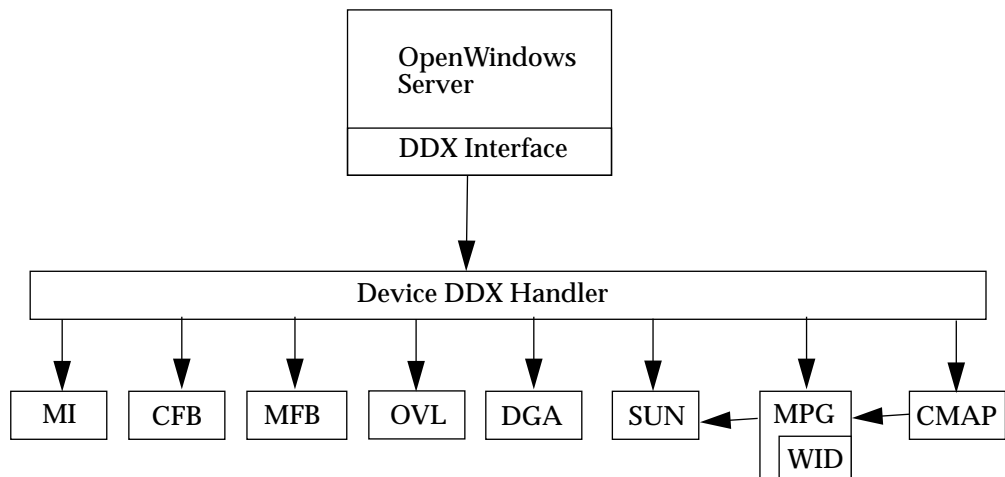 OpenWindows
Server
DDX Interface
Device DDX Handler
MI CFB MFB OVL DGA SUN MPG CMAP
WID